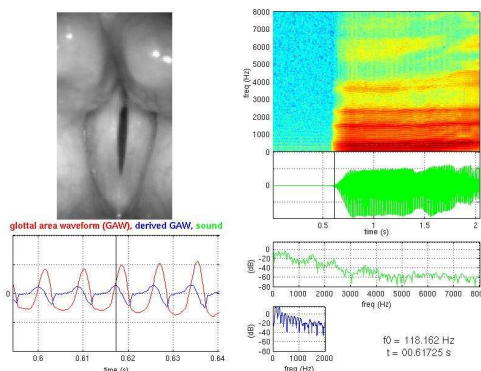 8000
7000
6000
5000
4000
3000
2000
1000
0
freq (Hz)
0
0.5 1 1.5 2
time (s)
glottal area waveform (GAW), derived GAW, sound
0
0.6 0.61 0.62 0.63 0.64
time (s)
0
-20
-40
-60
-80
(dB)
0 1000 2000 3000 4000 5000 6000 7000 800
freq (Hz)
0
-20
-40
-60
-80
(dB)
0 1000 2000
freq (Hz)
f0 = 118.162 Hz
t = 00.61725 s